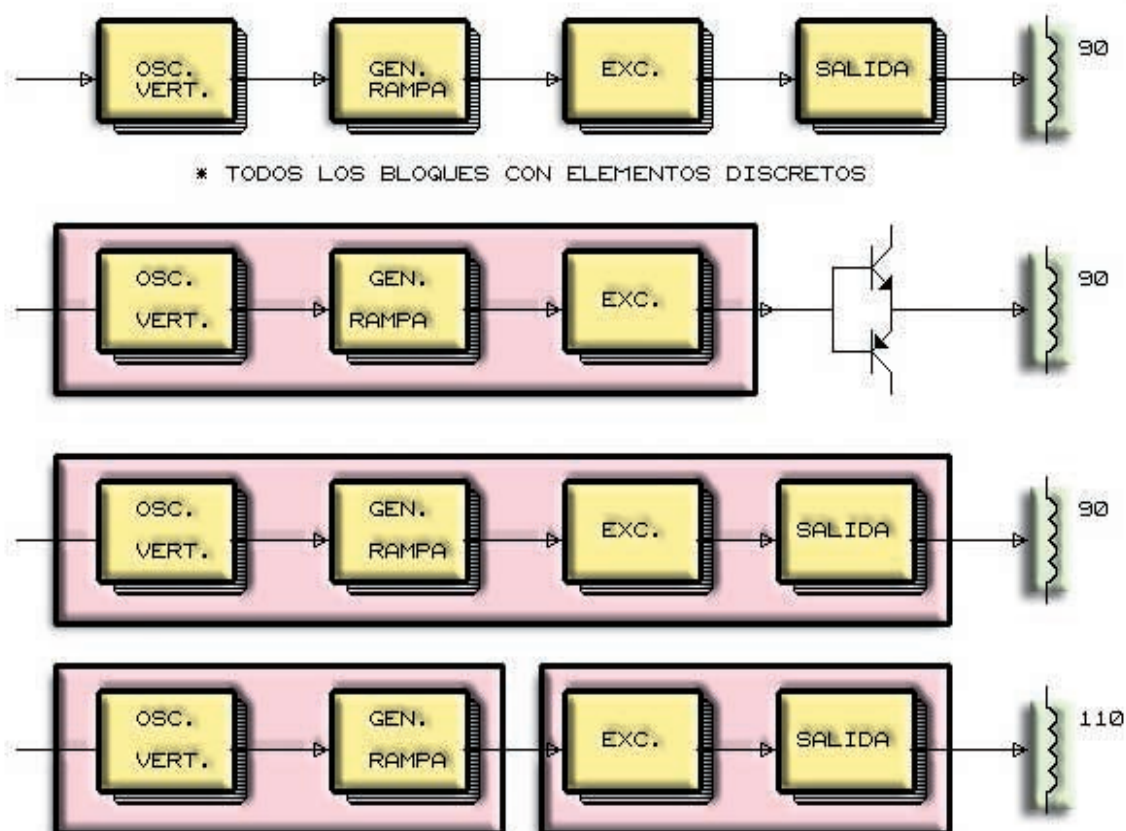 OSC.
VERT.
GEN.
RAMPA
EXC.
SALIDA
90
* TODOS LOS BLOQUES CON ELEMENTOS DISCRETOS
OSC.
VERT.
GEN.
RAMPA
EXC.
90
OSC.
VERT.
GEN.
RAMPA
EXC.
SALIDA
90
OSC.
VERT.
GEN.
RAMPA
EXC.
SALIDA
110